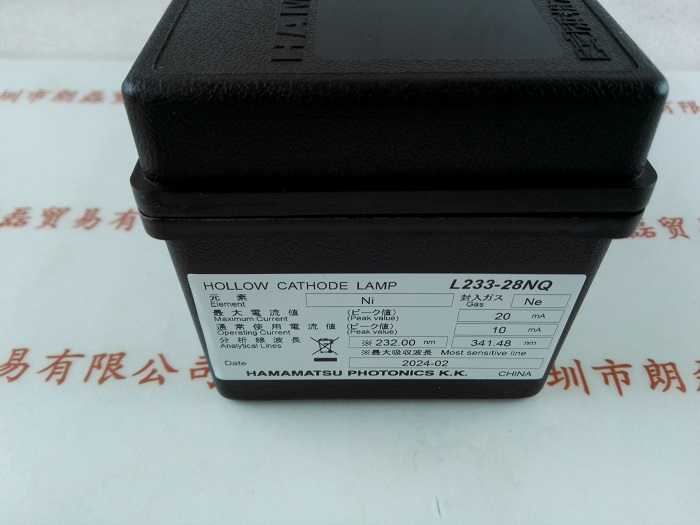 HAMA
圳市朗磊
磊贸易有
易有限公司
圳市朗磊
HOLLOW CATHODE LAMP L233-28NQ
元素 Ni 封入ガス Ne
Element Gas
最大電流値 (ピーク値) 20 mA
Maximum Current (Peak value)
通常使用電流値 (ピーク値) 10 mA
Operating Current (Peak value)
分析線波長 ※ 232.00 nm 341.48 nm
Analytical Lines
※最大吸収波長 Most sensitive line
Date 2024-02
HAMAMATSU PHOTONICS K.K. CHINA